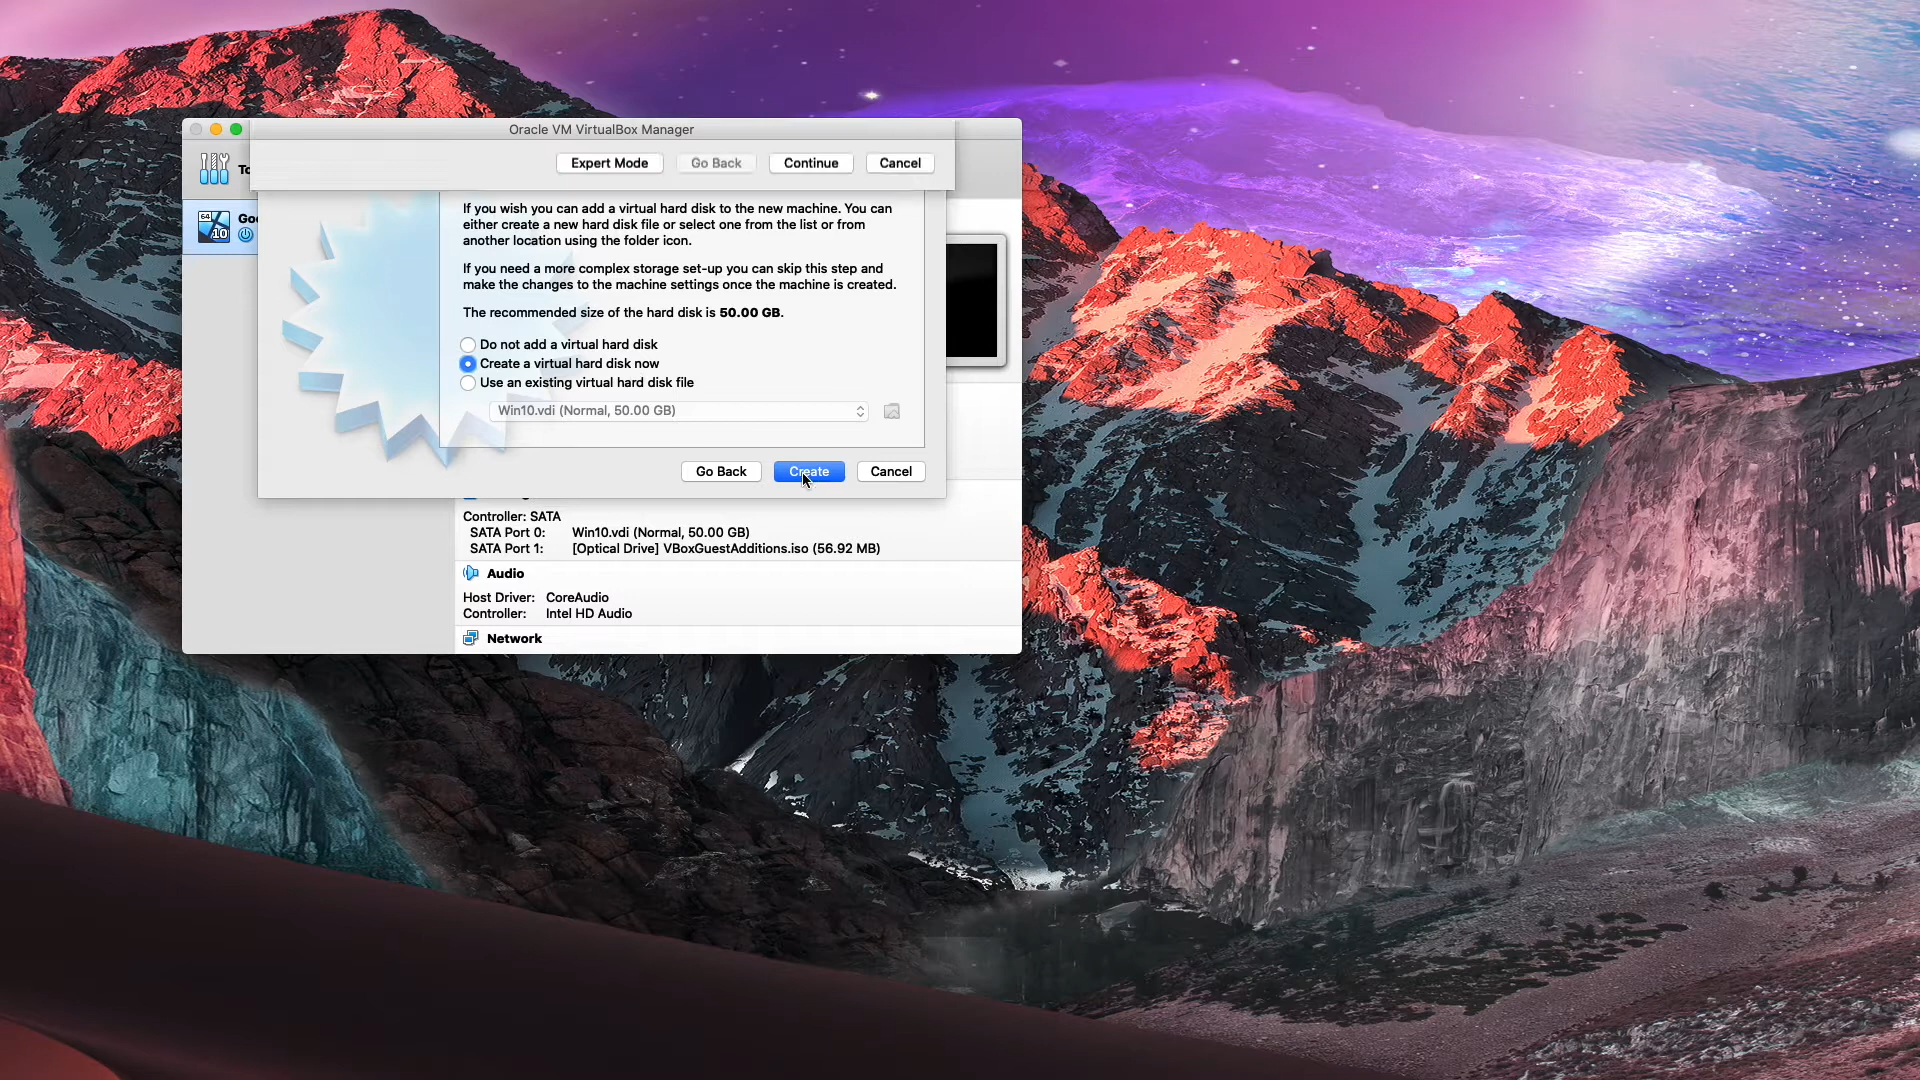 Oracle VM VirtualBox Manager
Expert Mode Go Back Continue Cancel
64
10
If you wish you can add a virtual hard disk to the new machine. You can
either create a new hard disk file or select one from the list or from
another location using the folder icon.
If you need a more complex storage set-up you can skip this step and
make the changes to the machine settings once the machine is created.
The recommended size of the hard disk is 50.00 GB.
Do not add a virtual hard disk
Create a virtual hard disk now
Use an existing virtual hard disk file
Win10.vdi (Normal, 50.00 GB)
Go Back Create Cancel
Controller: SATA
SATA Port 0: Win10.vdi (Normal, 50.00 GB)
SATA Port 1: [Optical Drive] VBoxGuestAdditions.iso (56.92 MB)
Audio
Host Driver: CoreAudio
Controller: Intel HD Audio
Network